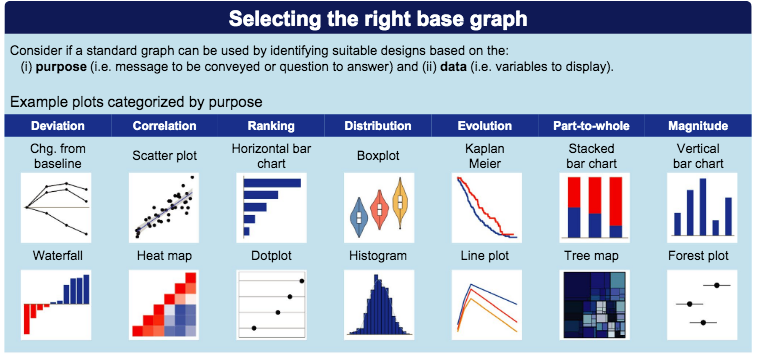 Selecting the right base graph
Consider if a standard graph can be used by identifying suitable designs based on the:
(i) purpose (i.e. message to be conveyed or question to answer) and (ii) data (i.e. variables to display).
Example plots categorized by purpose
Deviation Correlation Ranking Distribution Evolution Part-to-whole Magnitude
Chg. from
baseline
Scatter plot
Horizontal bar
chart
Boxplot
Kaplan
Meier
Stacked
bar chart
Vertical
bar chart
Waterfall Heat map Dotplot Histogram Line plot Tree map Forest plot